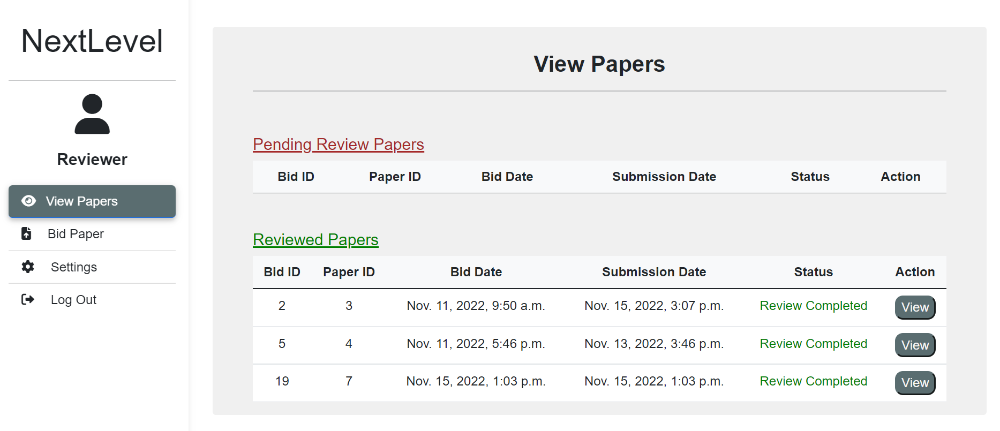 NextLevel
Reviewer
View Papers
Bid Paper
Settings
Log Out
View Papers
Pending Review Papers
Bid ID Paper ID Bid Date Submission Date Status Action
Reviewed Papers
Bid ID Paper ID Bid Date Submission Date Status Action
2 3 Nov. 11, 2022, 9:50 a.m. Nov. 15, 2022, 3:07 p.m. Review Completed View
5 4 Nov. 11, 2022, 5:46 p.m. Nov. 13, 2022, 3:46 p.m. Review Completed View
19 7 Nov. 15, 2022, 1:03 p.m. Nov. 15, 2022, 1:03 p.m. Review Completed View